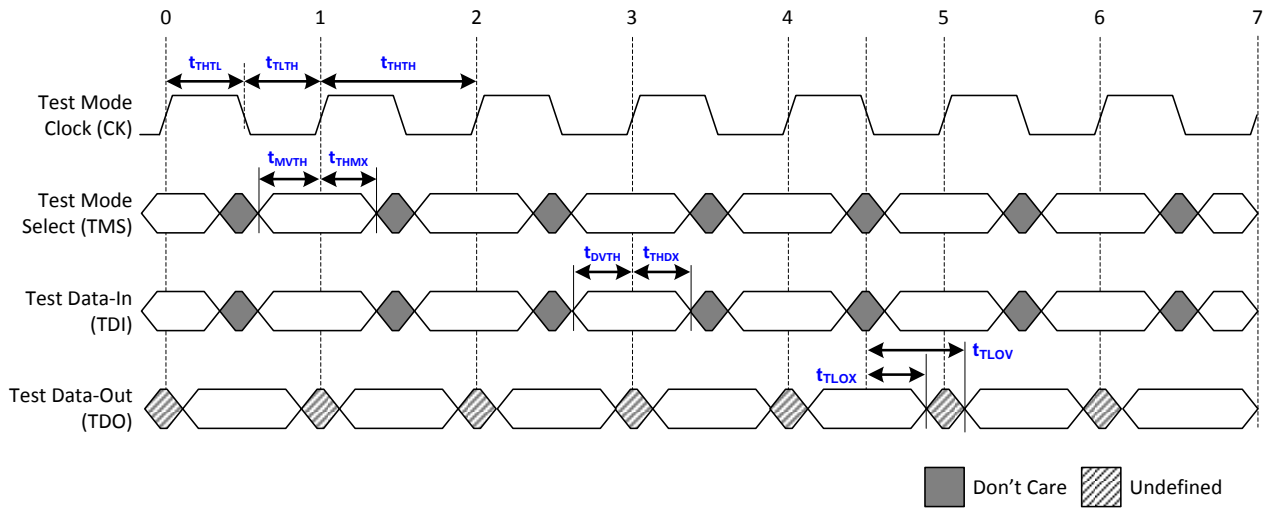 0 1 2 3 4 5 6 7
tTHTL tTLTH tTHTH
Test Mode
Clock (CK)
tMVTH tTHMX
Test Mode
Select (TMS)
tDVTH tTHDX
Test Data-In
(TDI)
tTLOV
tTLOX
Test Data-Out
(TDO)
Don't Care Undefined